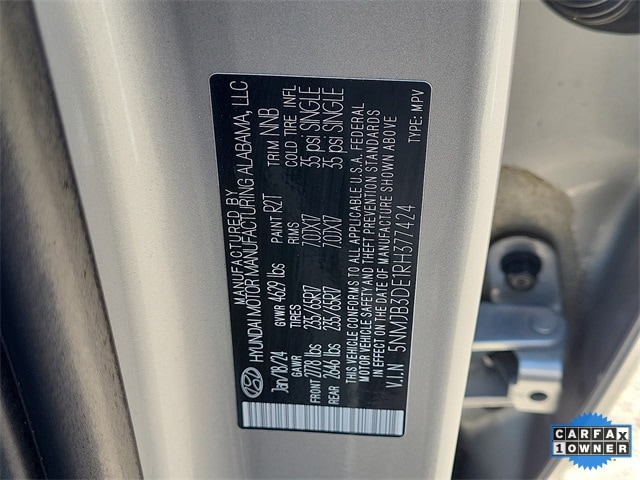 MANUFACTURED BY
HYUNDAI MOTOR MANUFACTURING ALABAMA, LLC
Jan/18/24 GVWR 4629 lbs PAINT R2T TRIM NNB
GAWR TIRES RIMS COLD TIRE INFL
FRONT 2778 lbs 235/65R17 7.0JX17 35 psi SINGLE
REAR 2646 lbs 235/65R17 7.0JX17 35 psi SINGLE
THIS VEHICLE CONFORMS TO ALL APPLICABLE U.S.A. FEDERAL
MOTOR VEHICLE SAFETY AND THEFT PREVENTION STANDARDS
IN EFFECT ON THE DATE OF MANUFACTURE SHOWN ABOVE
V.I.N 5NMJB3DE1RH377424 TYPE: MPV
CARFAX
1 OWNER